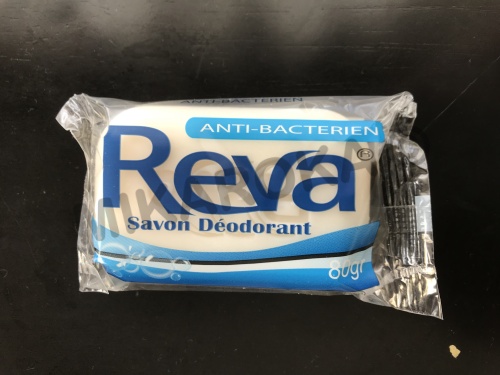 ANTI-BACTERIEN
ANTI-BACTERIEN
Reva®
Savon Déodorant
80gr